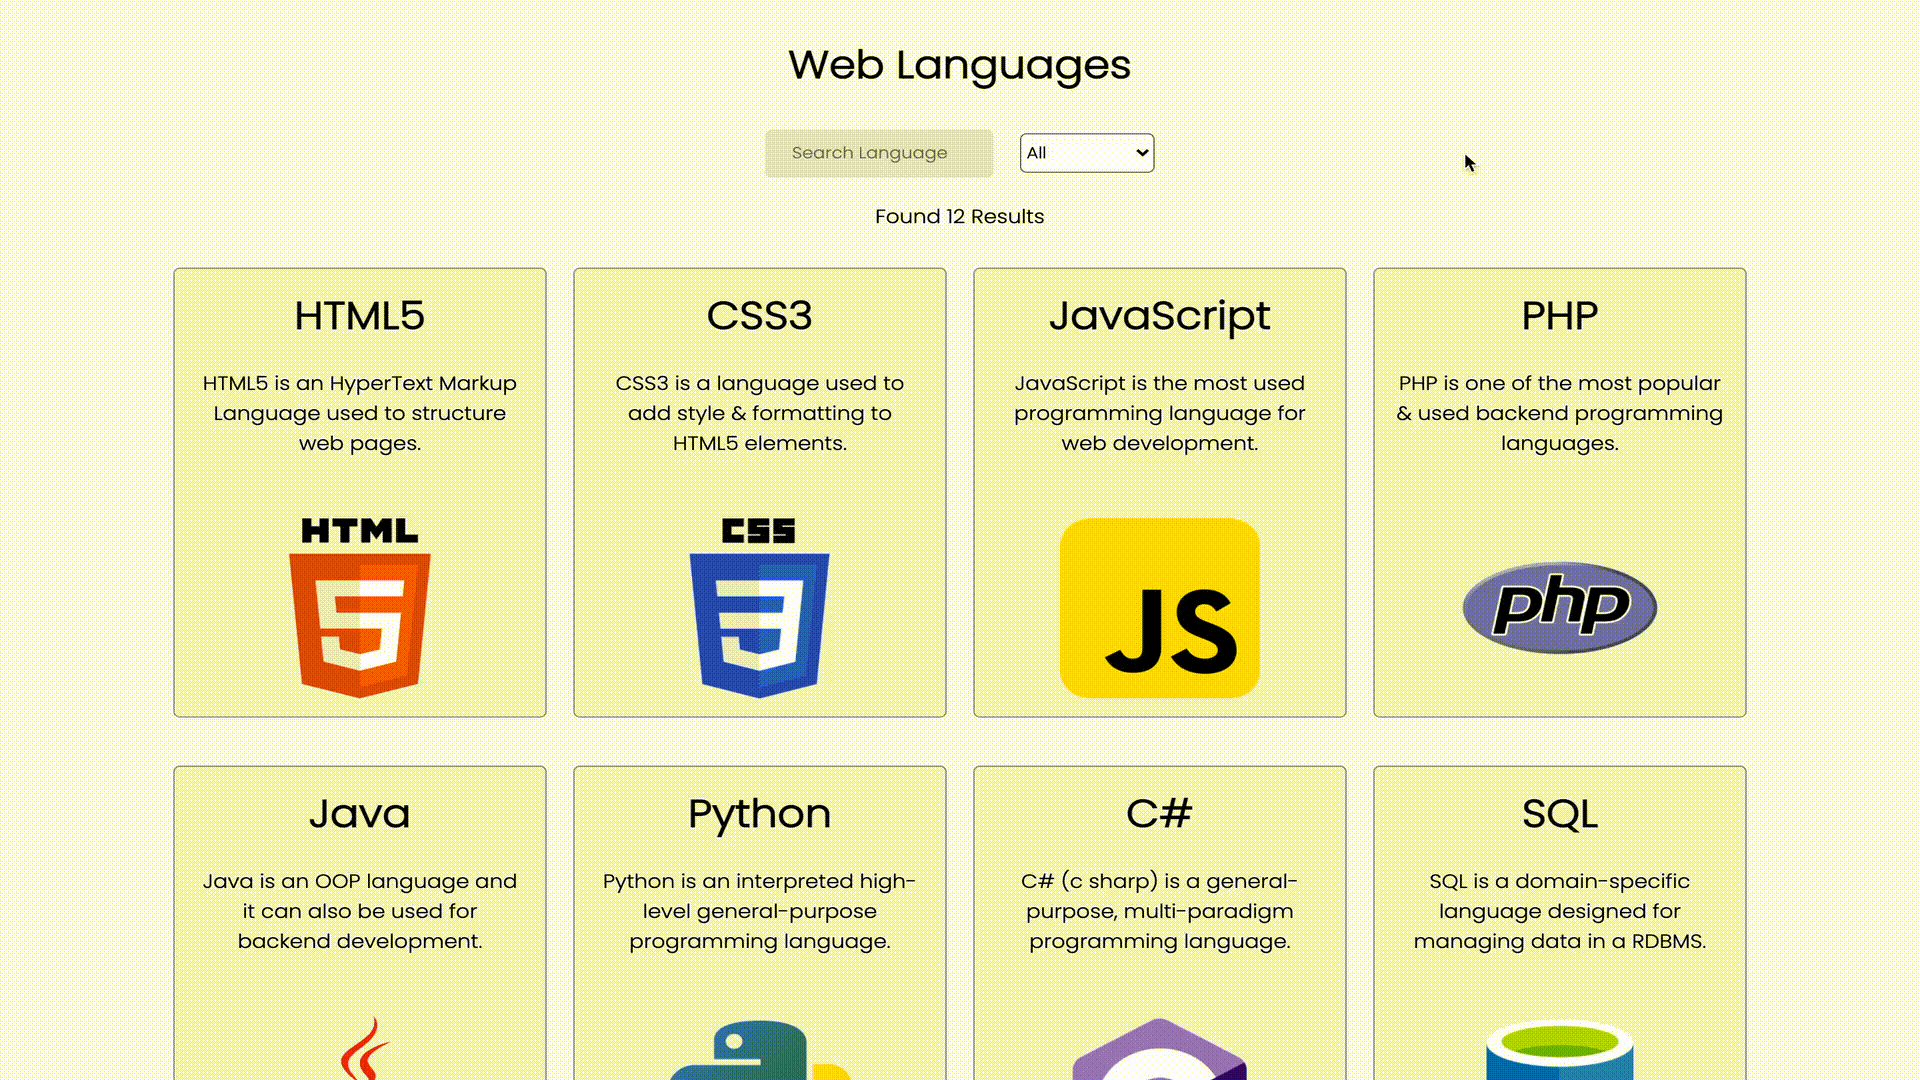 Web Languages
Search Language
All
Found 12 Results
HTML5
HTML5 is an HyperText Markup
Language used to structure
web pages.
HTML
5
CSS3
CSS3 is a language used to
add style & formatting to
HTML5 elements.
CSS
3
JavaScript
JavaScript is the most used
programming language for
web development.
JS
PHP
PHP is one of the most popular
& used backend programming
languages.
php
Java
Java is an OOP language and
it can also be used for
backend development.
Python
Python is an interpreted high-
level general-purpose
programming language.
C#
C# (c sharp) is a general-
purpose, multi-paradigm
programming language.
SQL
SQL is a domain-specific
language designed for
managing data in a RDBMS.